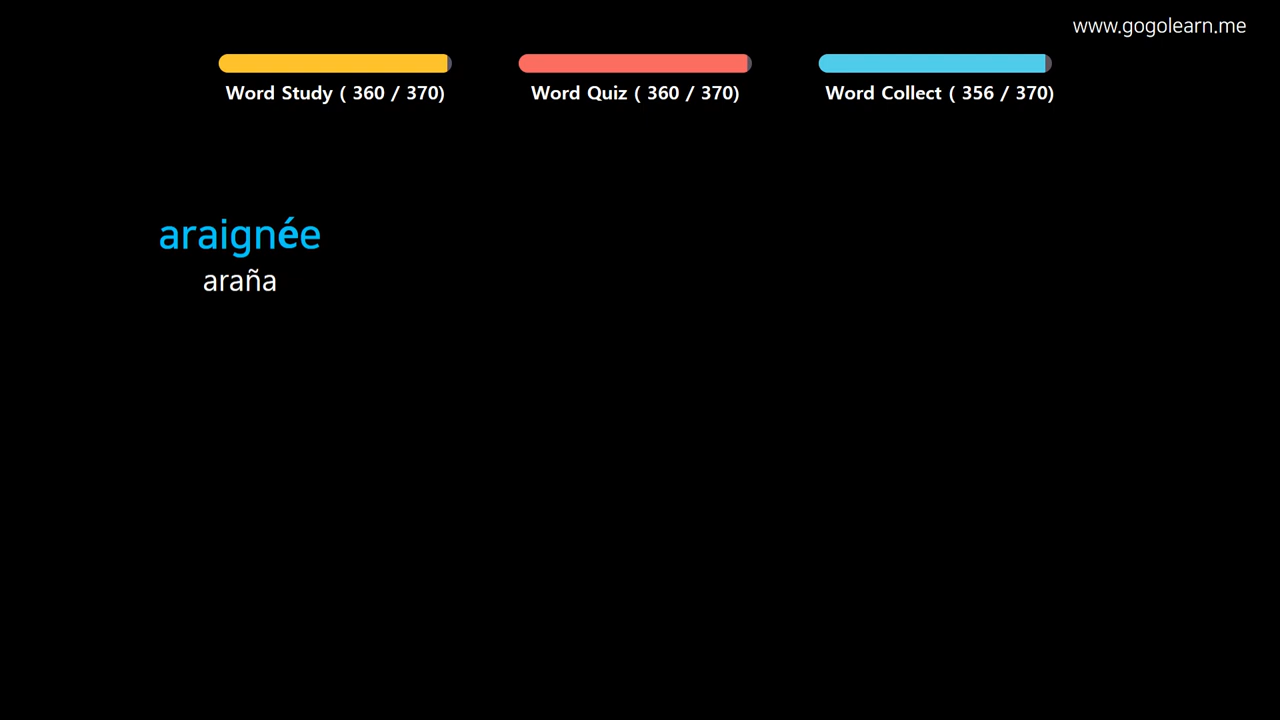 www.gogolearn.me
Word Study ( 360 / 370)
Word Quiz ( 360 / 370)
Word Collect ( 356 / 370)
araignée
araña